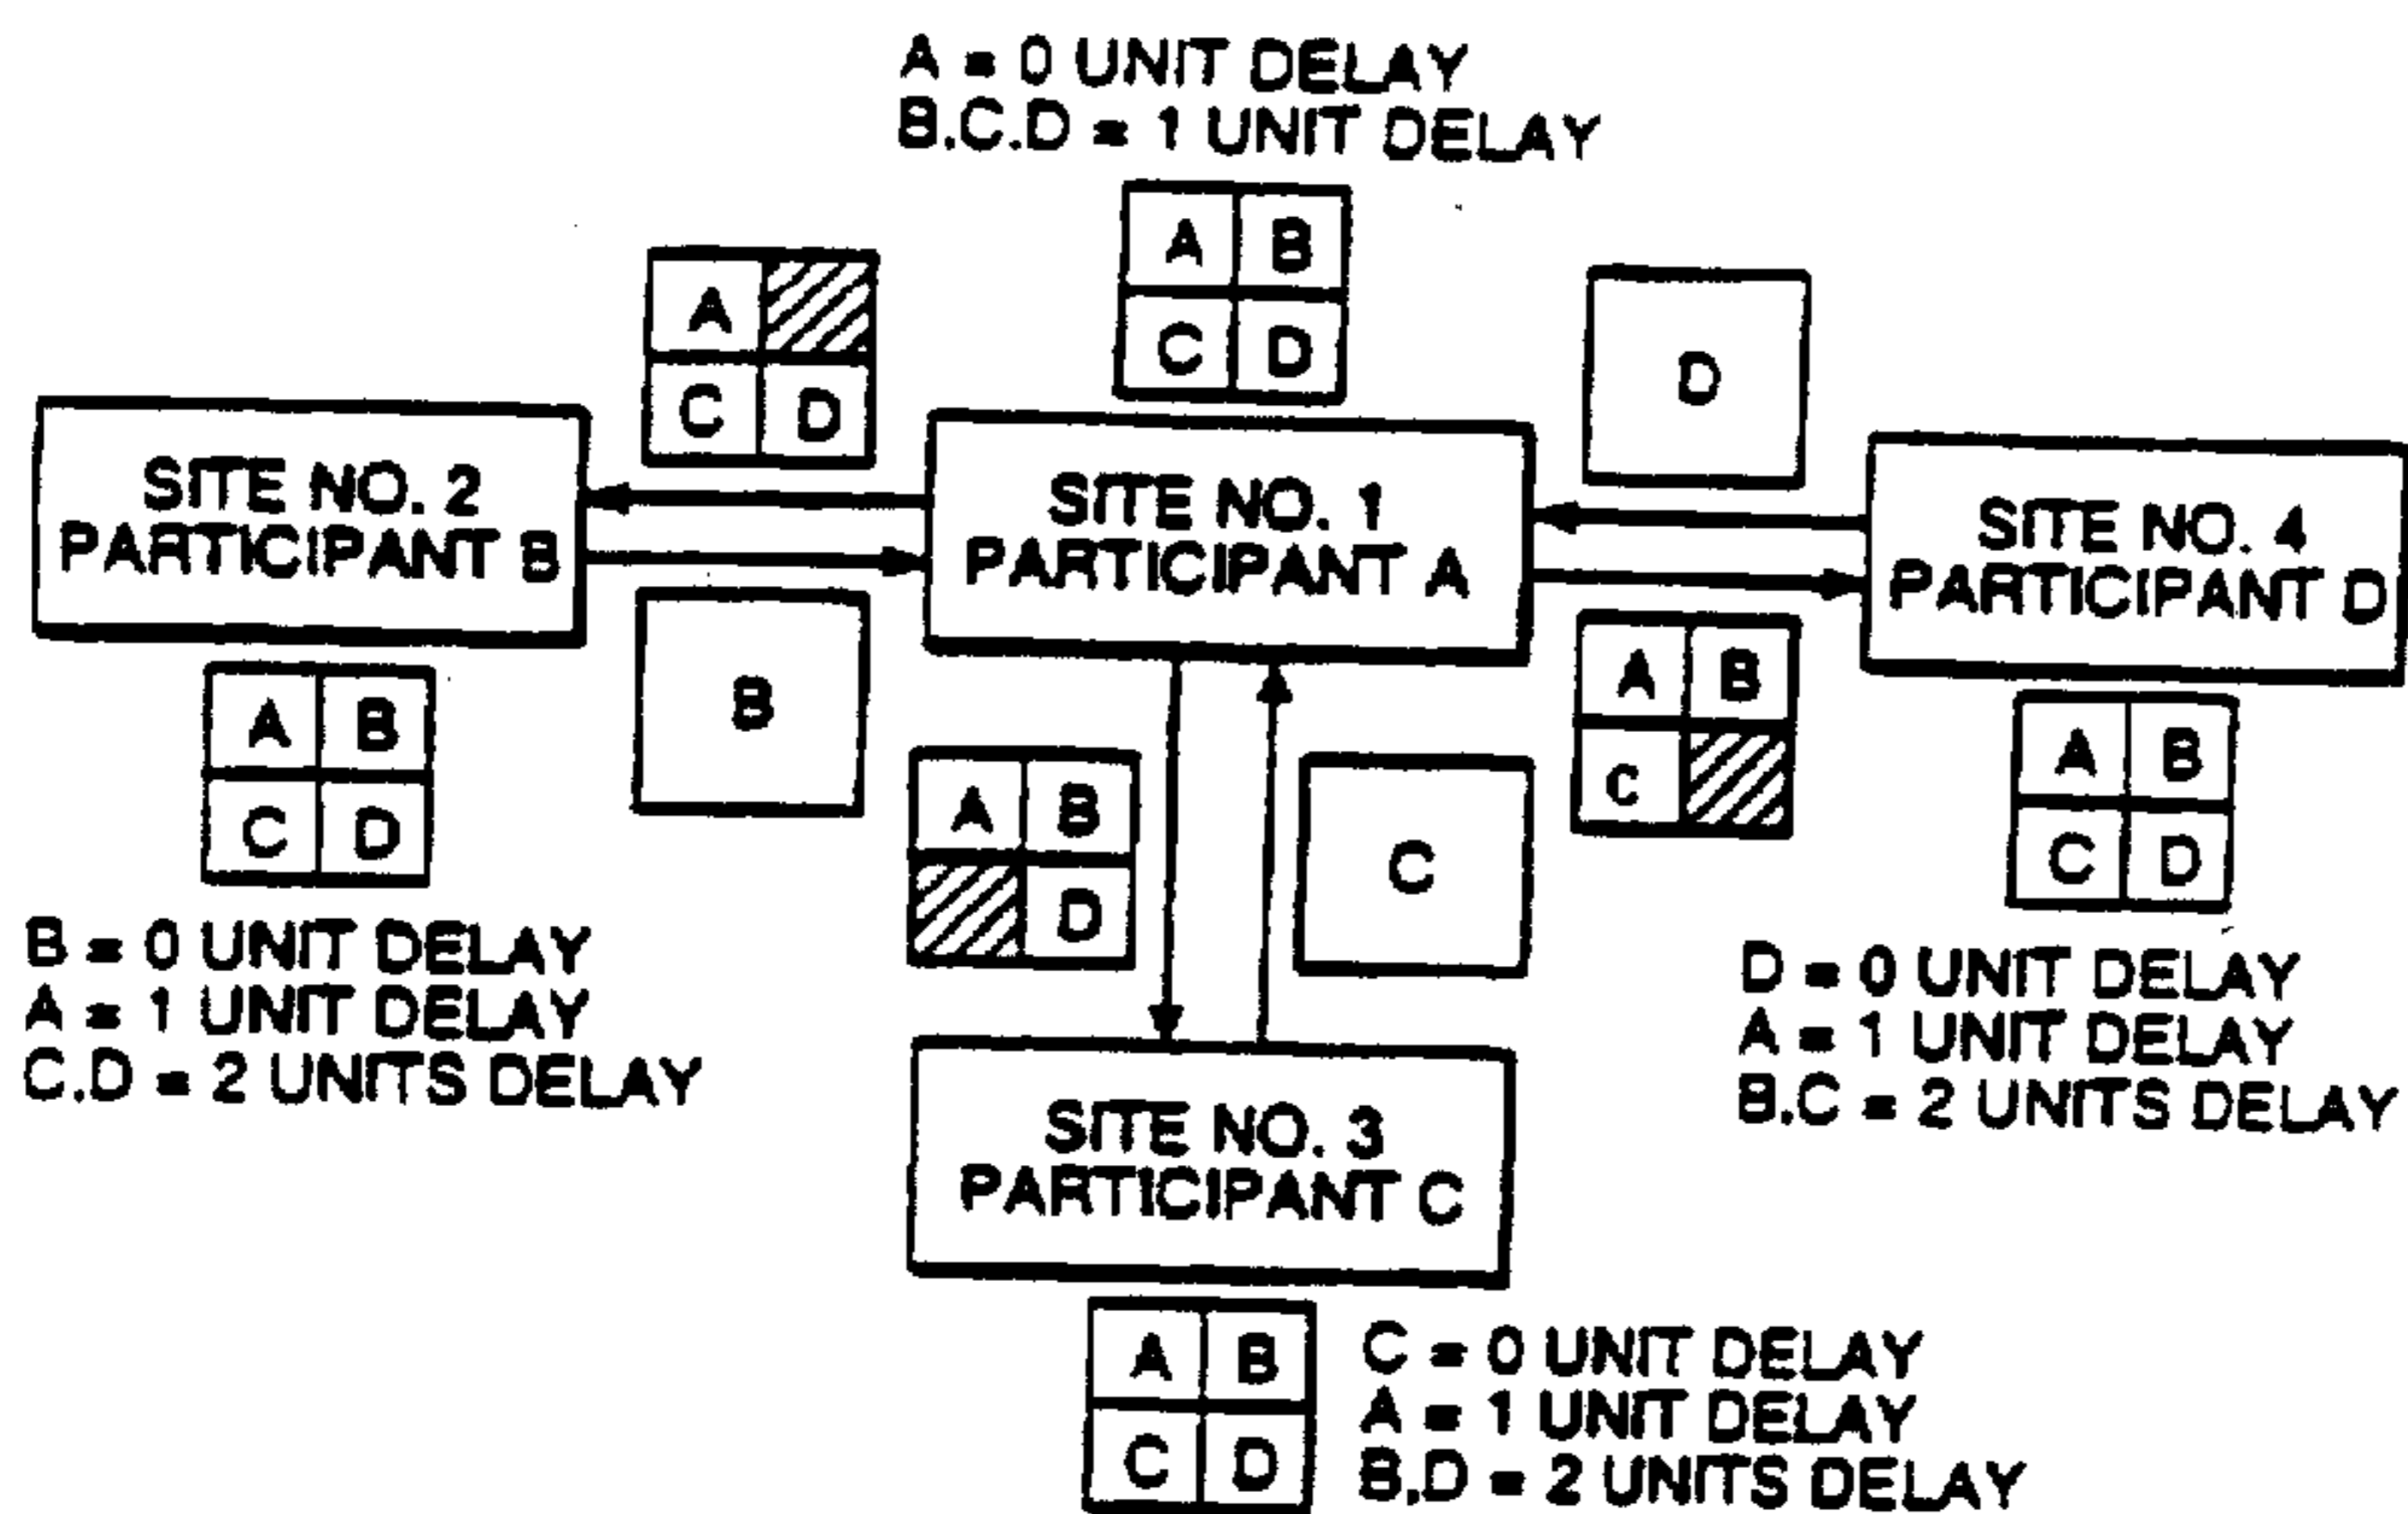 A = 0 UNIT DELAY
B.C.D = 1 UNIT DELAY
A B
C D
A
C D
D
SITE NO. 2
PARTICIPANT B
SITE NO. 1
PARTICIPANT A
SITE NO. 4
PARTICIPANT D
B
A B
C D
A B
D
C
A B
C
A B
C D
B = 0 UNIT DELAY
A = 1 UNIT DELAY
C.D = 2 UNITS DELAY
D = 0 UNIT DELAY
A = 1 UNIT DELAY
B.C = 2 UNITS DELAY
SITE NO. 3
PARTICIPANT C
A B
C D
C = 0 UNIT DELAY
A = 1 UNIT DELAY
B.D = 2 UNITS DELAY